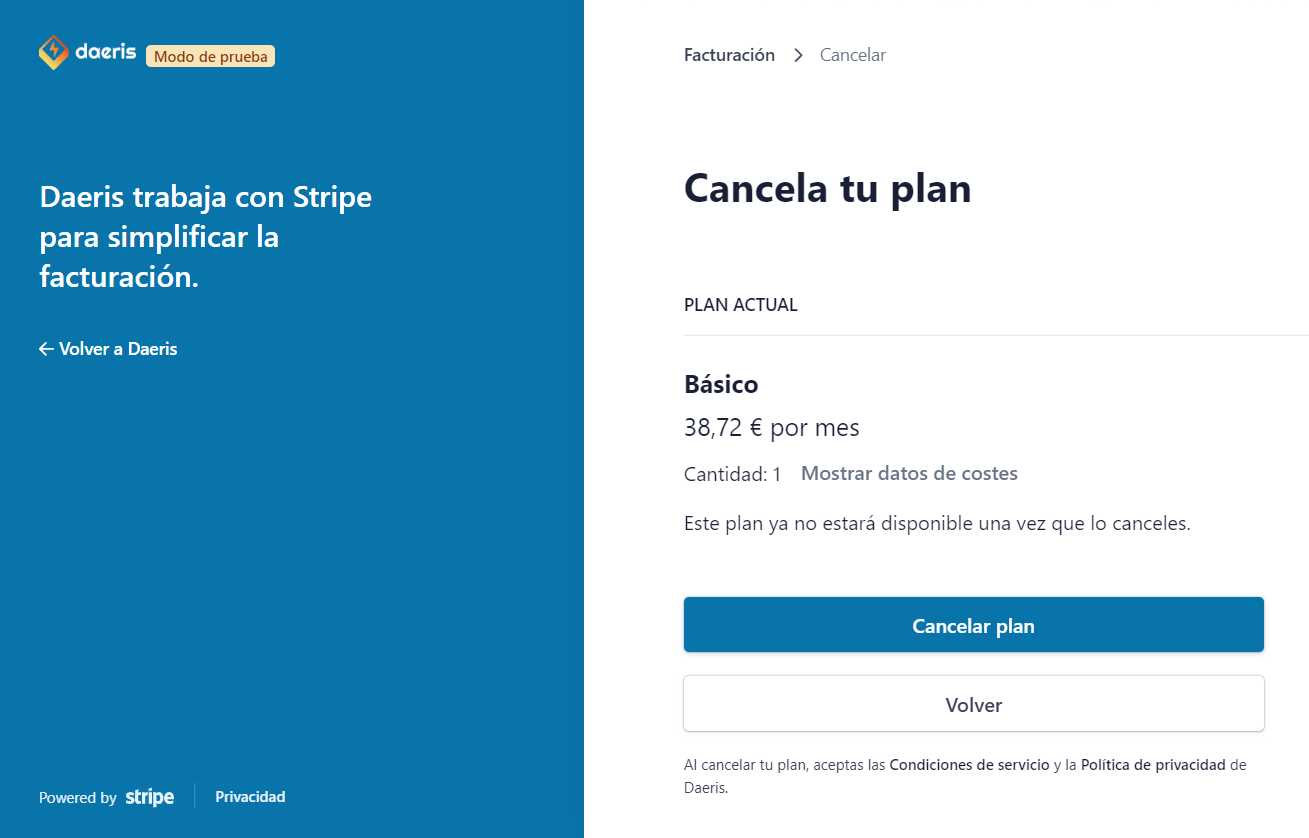 daeris Modo de prueba
Daeris trabaja con Stripe
para simplificar la
facturación.
← Volver a Daeris
Powered by stripe Privacidad
Facturación > Cancelar
Cancela tu plan
PLAN ACTUAL
Básico
38,72 € por mes
Cantidad: 1 Mostrar datos de costes
Este plan ya no estará disponible una vez que lo canceles.
Cancelar plan
Volver
Al cancelar tu plan, aceptas las Condiciones de servicio y la Política de privacidad de
Daeris.